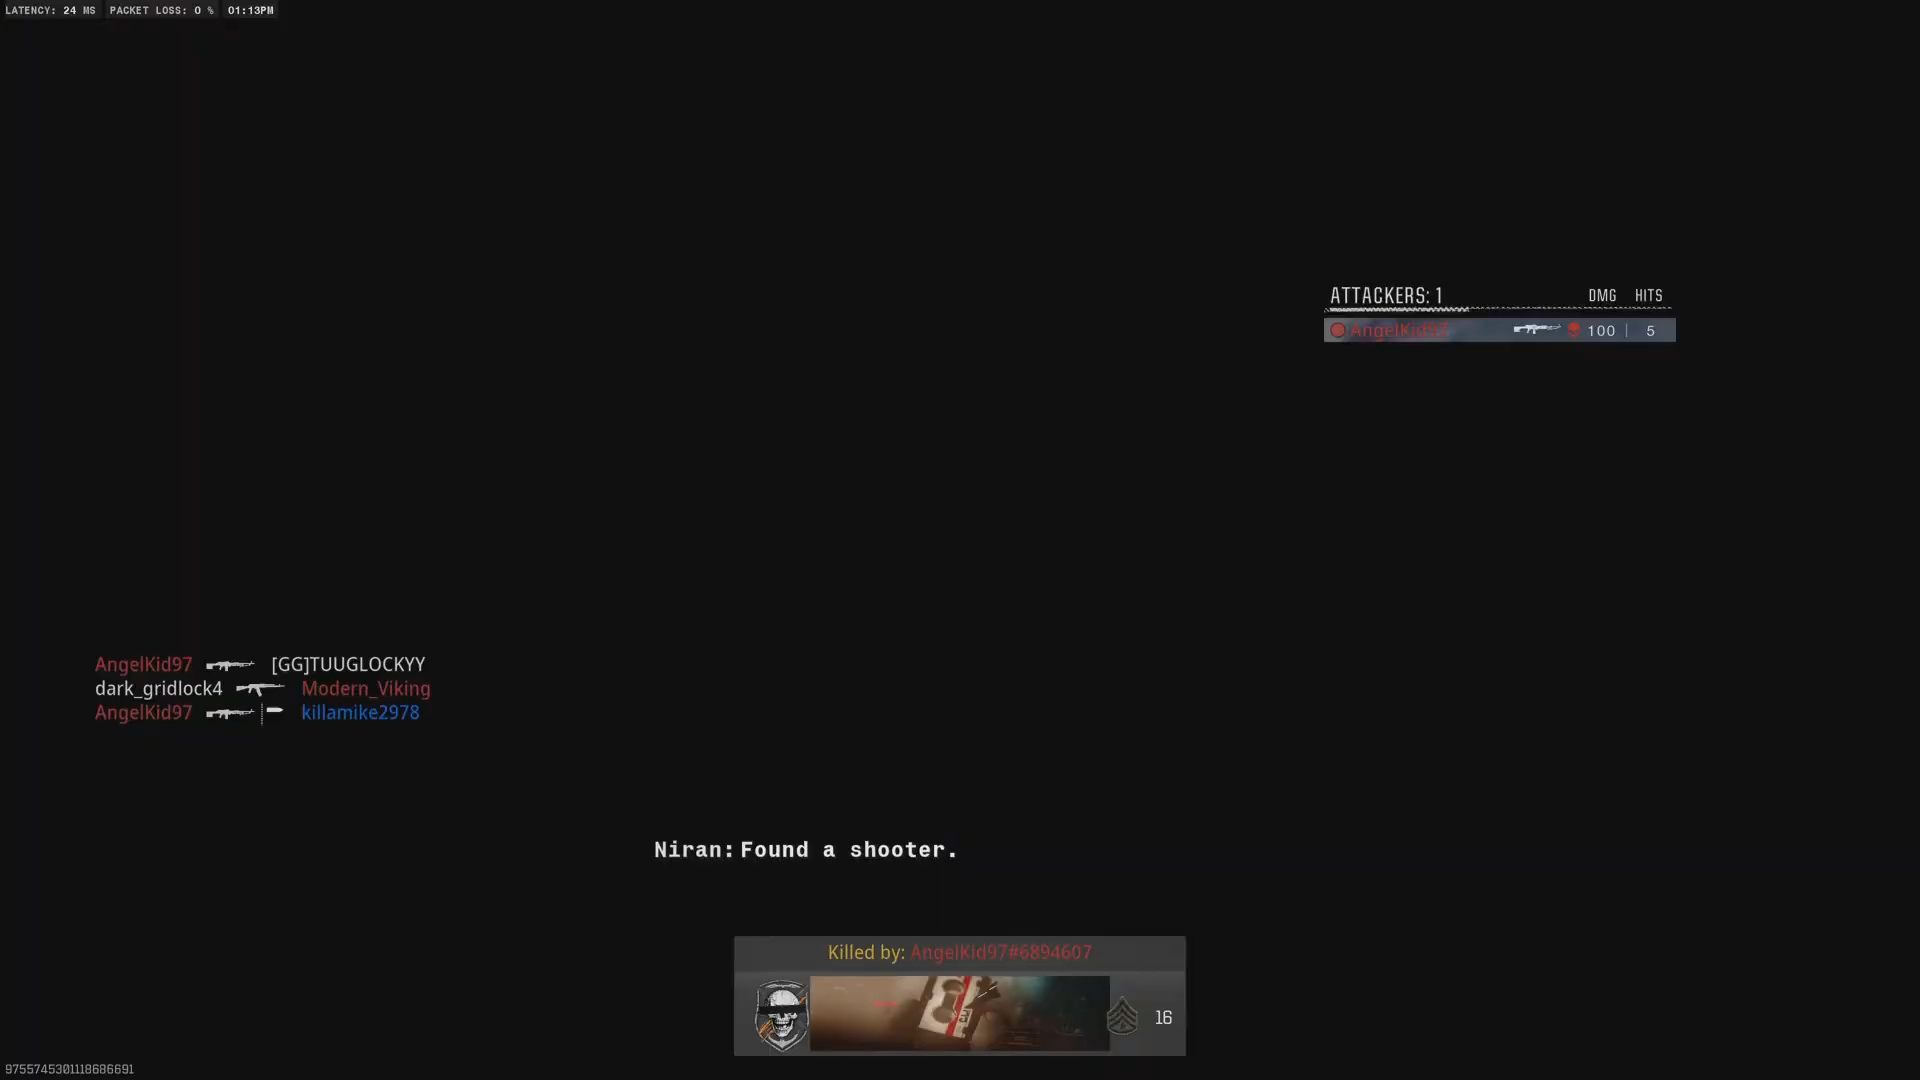 LATENCY: 24 MS PACKET LOSS: 0 % 01:13PM
ATTACKERS: 1 DMG HITS
AngelKid97 100 5
AngelKid97 [GG]TUUGLOCKYY
dark_gridlock4 Modern_Viking
AngelKid97 killamike2978
Niran: Found a shooter.
Killed by: AngelKid97#6894607
16
9755745301118686691